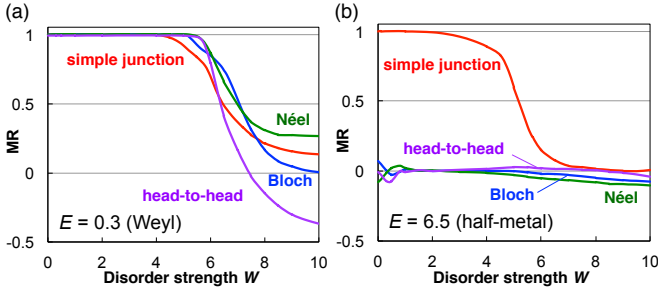 (a)
1
0.5
0
-0.5
MR
simple junction
Néel
Bloch
head-to-head
E = 0.3 (Weyl)
0 2 4 6 8 10
Disorder strength W
(b)
1
0.5
0
-0.5
MR
simple junction
head-to-head
Bloch
Néel
E = 6.5 (half-metal)
0 2 4 6 8 10
Disorder strength W